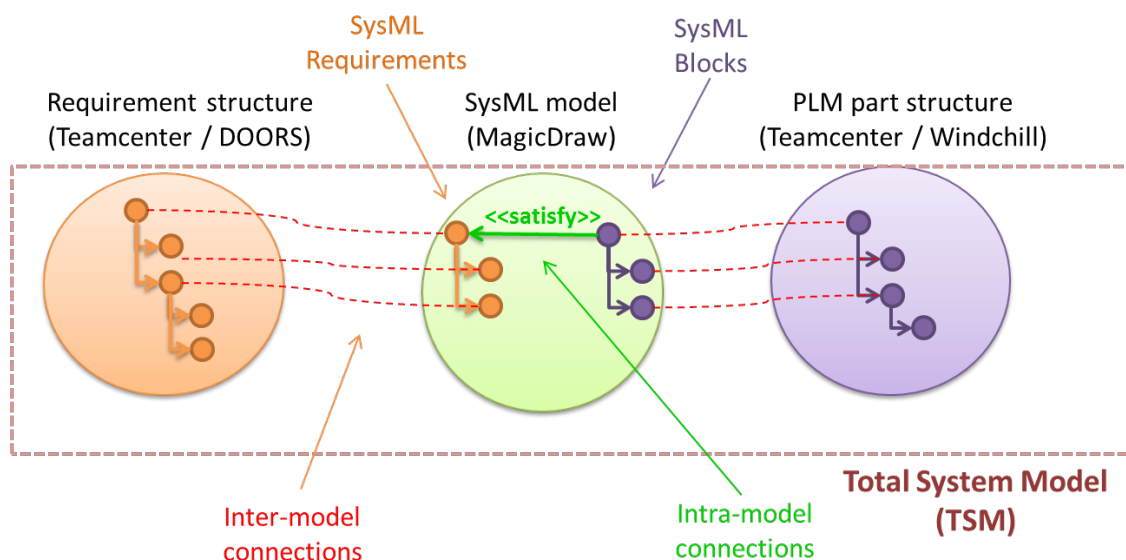 SysML
Requirements
SysML
Blocks
Requirement structure
(Teamcenter / DOORS)
SysML model
(MagicDraw)
PLM part structure
(Teamcenter / Windchill)
<<satisfy>>
Total System Model
(TSM)
Inter-model
connections
Intra-model
connections